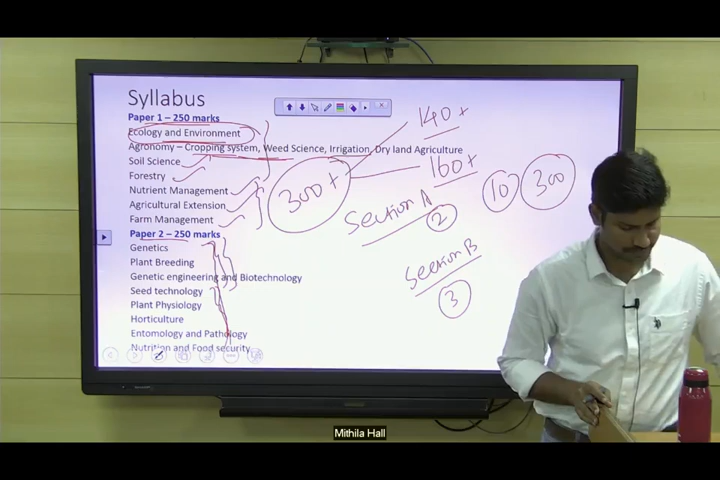 Syllabus
Paper 1 – 250 marks
Ecology and Environment
Agronomy – Cropping system, Weed Science, Irrigation, Dry land Agriculture
Soil Science
Forestry
Nutrient Management
Agricultural Extension
Farm Management
Paper 2 – 250 marks
Genetics
Plant Breeding
Genetic engineering and Biotechnology
Seed technology
Plant Physiology
Horticulture
Entomology and Pathology
Nutrition and Food security
300+
140+
160+
Section A
2
Section B
3
10
300
Mithila Hall